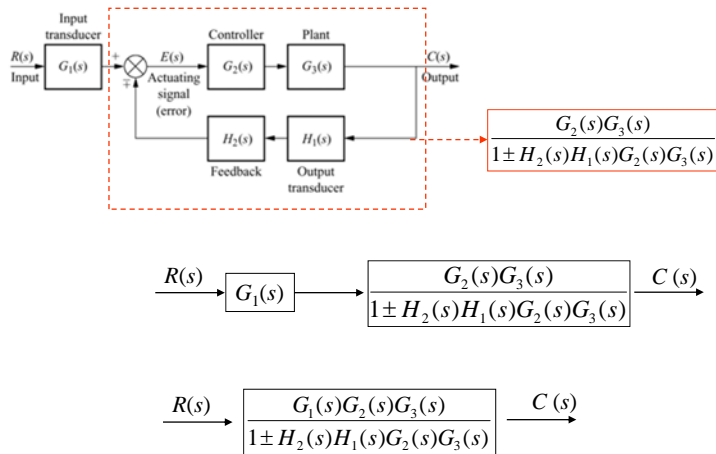 Input
transducer
Controller
Plant
R(s)
G₁(s)
+
∓
E(s)
G₂(s)
G₃(s)
C(s)
Input
Actuating
signal
(error)
Output
H₂(s)
H₁(s)
Feedback
Output
transducer
G₂(s)G₃(s)
1± H₂(s)H₁(s)G₂(s)G₃(s)
R(s)
G₁(s)
G₂(s)G₃(s)
1± H₂(s)H₁(s)G₂(s)G₃(s)
C(s)
R(s)
G₁(s)G₂(s)G₃(s)
1± H₂(s)H₁(s)G₂(s)G₃(s)
C(s)